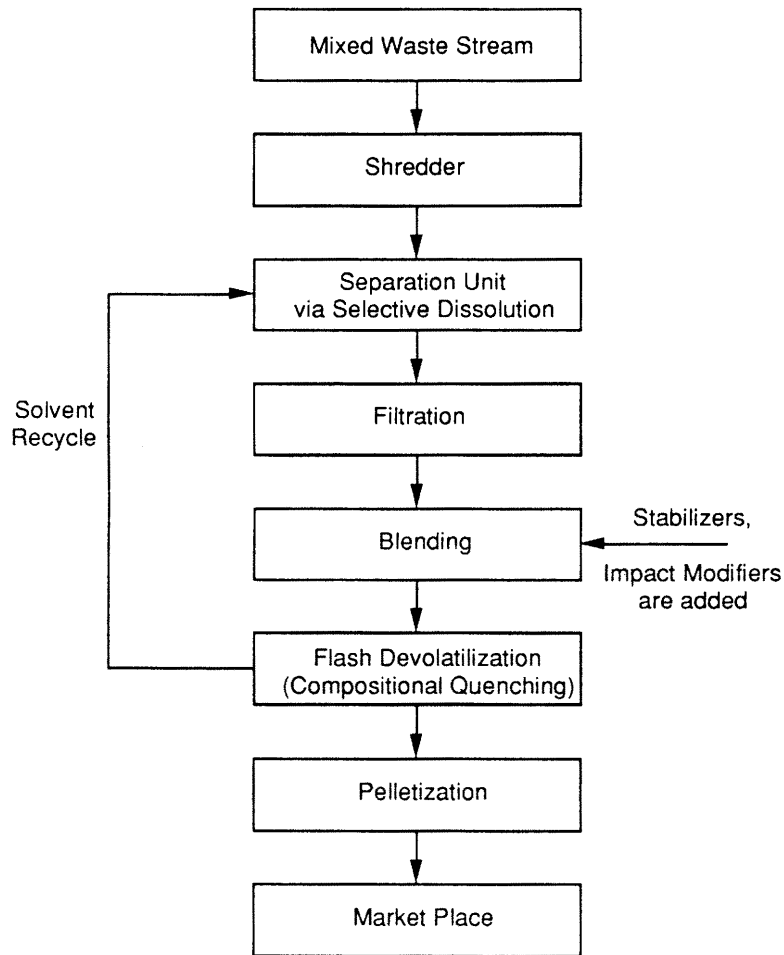 Mixed Waste Stream
Shredder
Separation Unit
via Selective Dissolution
Solvent
Recycle
Filtration
Blending
Stabilizers,
Impact Modifiers
are added
Flash Devolatilization
(Compositional Quenching)
Pelletization
Market Place